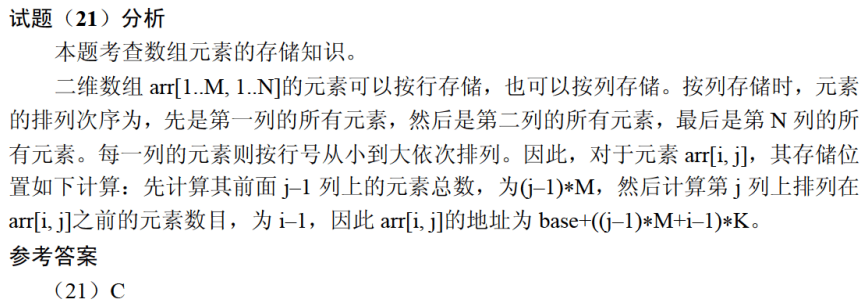 试题（21）分析
本题考查数组元素的存储知识。
二维数组 arr[1..M, 1..N]的元素可以按行存储，也可以按列存储。按列存储时，元素
的排列次序为，先是第一列的所有元素，然后是第二列的所有元素，最后是第 N 列的所
有元素。每一列的元素则按行号从小到大依次排列。因此，对于元素 arr[i, j]，其存储位
置如下计算：先计算其前面 j–1 列上的元素总数，为(j–1)*M，然后计算第 j 列上排列在
arr[i, j]之前的元素数目，为 i–1，因此 arr[i, j]的地址为 base+((j–1)*M+i–1)*K。
参考答案
（21）C